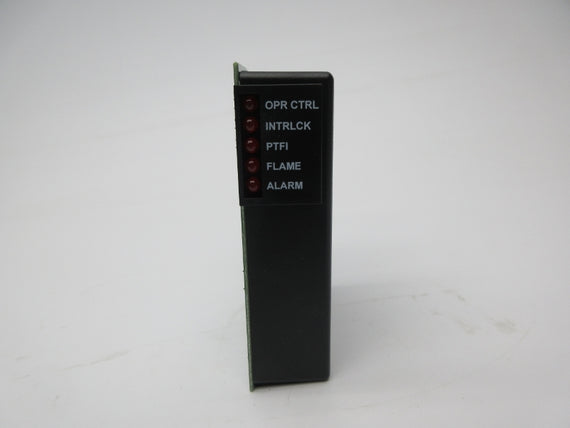 OPR CTRL
INTRLCK
PTFI
FLAME
ALARM